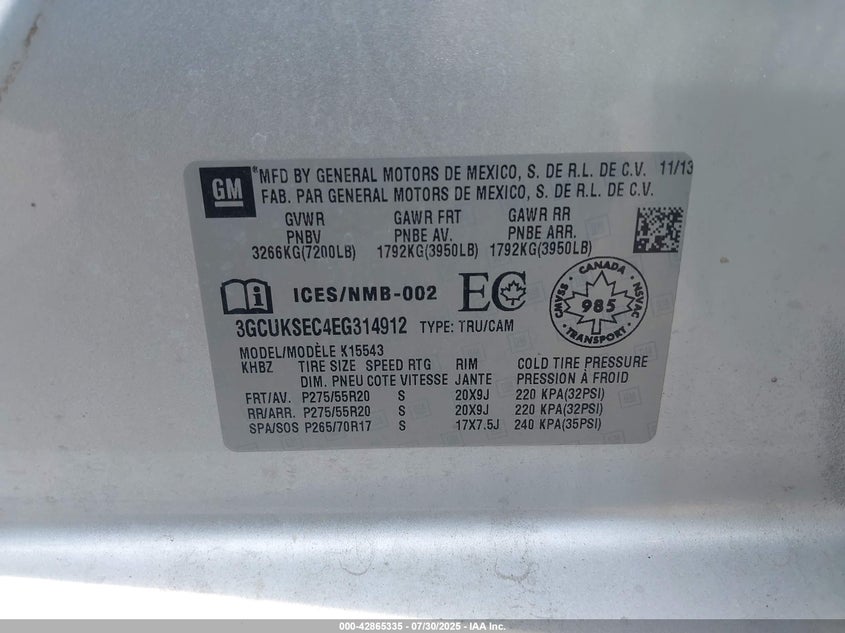 GM
*MFD BY GENERAL MOTORS DE MEXICO, S. DE R.L. DE C.V. 11/13
FAB. PAR GENERAL MOTORS DE MEXICO, S. DE R.L. DE C.V.
GVWR GAWR FRT GAWR RR
PNBV PNBE AV. PNBE ARR.
3266KG(7200LB) 1792KG(3950LB) 1792KG(3950LB)
i ICES/NMB-002 EC
CANADA
CMVSS 985 NSVAC
TRANSPORT
3GCUKSEC4EG314912 TYPE: TRU/CAM
MODEL/MODÈLE K15543
KHBZ TIRE SIZE SPEED RTG RIM COLD TIRE PRESSURE
DIM. PNEU COTE VITESSE JANTE PRESSION À FROID
FRT/AV. P275/55R20 S 20X9J 220 KPA(32PSI)
RR/ARR. P275/55R20 S 20X9J 220 KPA(32PSI)
SPA/SOS P265/70R17 S 17X7.5J 240 KPA(35PSI)
000-42865335 - 07/30/2025 - IAA Inc.